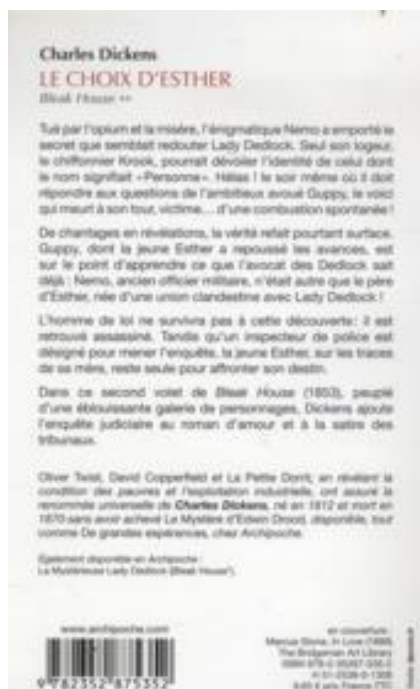 Charles Dickens
LE CHOIX D'ESTHER
Bleak House **
Tué par l'opium et la misère, l'énigmatique Nemo a emporté le
secret que semblait redouter Lady Dedlock. Seul son logeur,
le chiffonnier Krook, pourrait dévoiler l'identité de celui dont
le nom signifiait «Personne». Hélas ! le soir même où il doit
répondre aux questions de l'ambitieux avoué Guppy, le voici
qui meurt à son tour, victime... d'une combustion spontanée !
De chantages en révélations, la vérité refait pourtant surface.
Guppy, dont la jeune Esther a repoussé les avances, est
sur le point d'apprendre ce que l'avocat des Dedlock sait
déjà : Nemo, ancien officier militaire, n'était autre que le père
d'Esther, née d'une union clandestine avec Lady Dedlock !
L'homme de loi ne survivra pas à cette découverte : il est
retrouvé assassiné. Tandis qu'un inspecteur de police est
désigné pour mener l'enquête, la jeune Esther, sur les traces
de sa mère, reste seule pour affronter son destin.
Dans ce second volet de Bleak House (1853), peuplé
d'une éblouissante galerie de personnages, Dickens ajoute
l'enquête judiciaire au roman d'amour et à la satire des
tribunaux.
Oliver Twist, David Copperfield et La Petite Dorrit, en révélant la
condition des pauvres et l'exploitation industrielle, ont assuré la
renommée universelle de Charles Dickens, né en 1812 et mort en
1870 sans avoir achevé Le Mystère d'Edwin Drood, disponible, tout
comme De grandes espérances, chez Archipoche.
Également disponible en Archipoche :
La Mystérieuse Lady Dedlock (Bleak House*).
www.archipoche.com
9 782352 875352
en couverture :
Marcus Stone, In Love (1888)
The Bridgeman Art Library